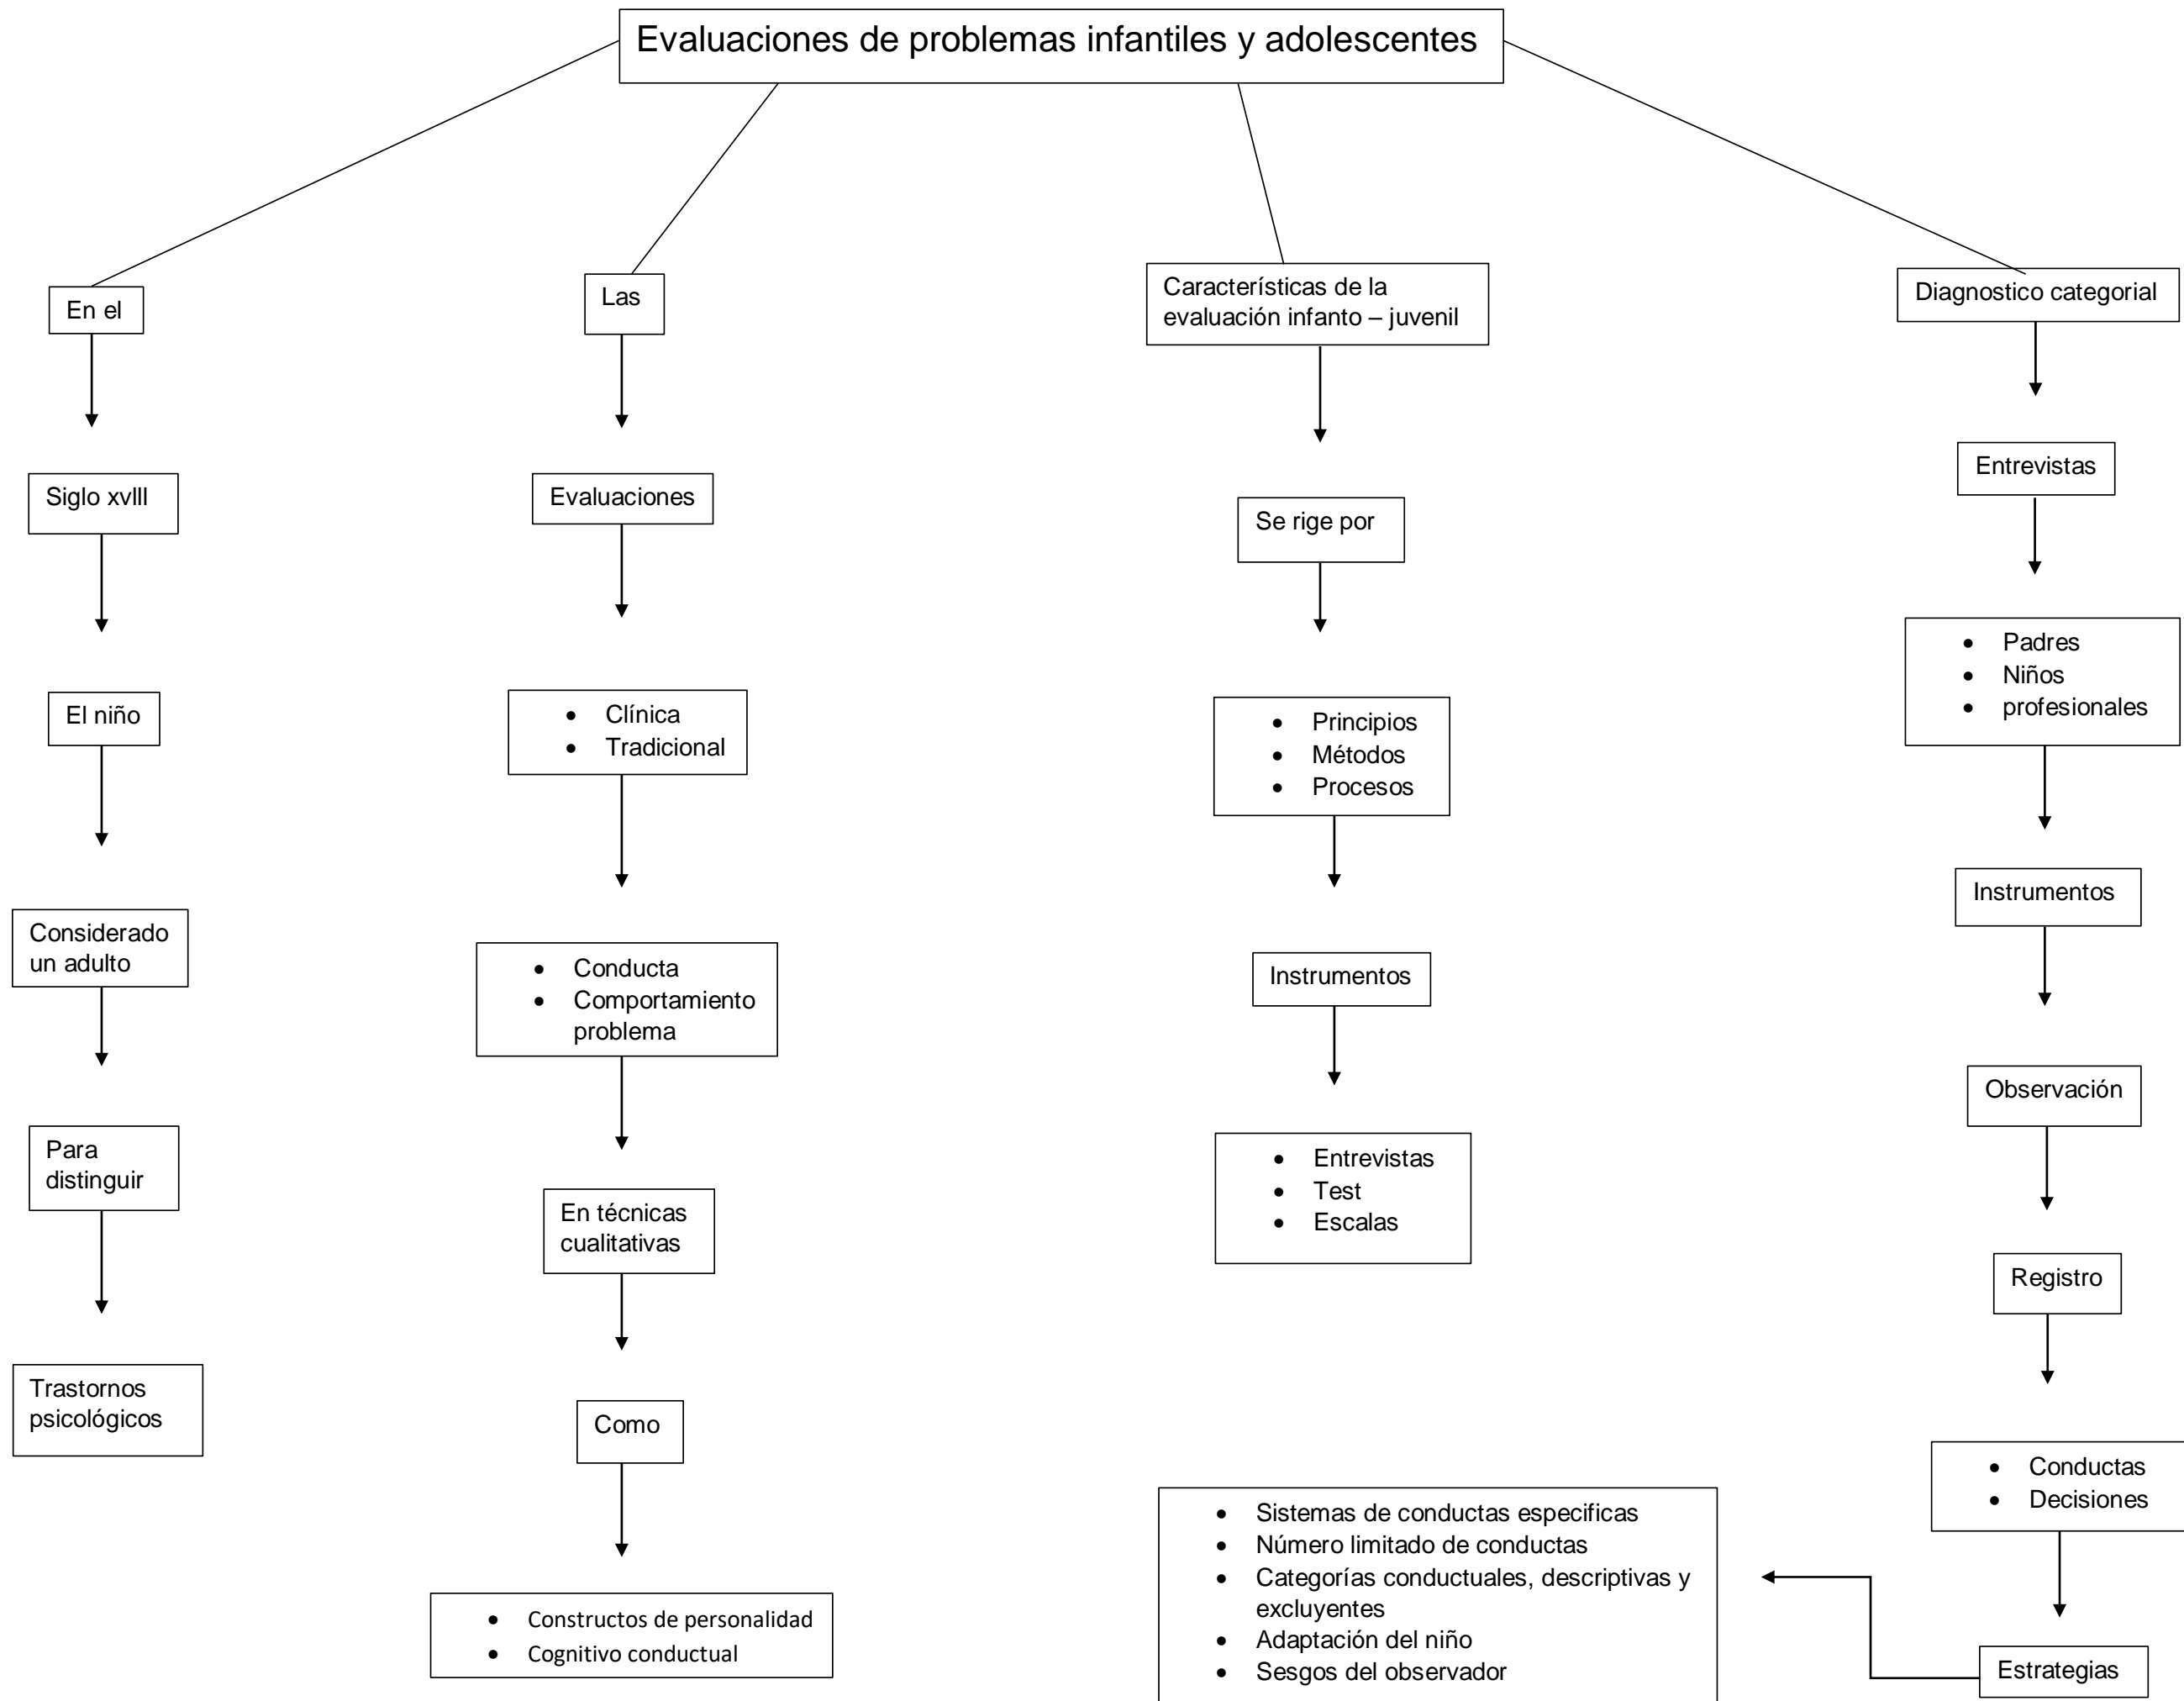 Evaluaciones de problemas infantiles y adolescentes
En el
Siglo xvlll
El niño
Considerado
un adulto
Para
distinguir
Trastornos
psicológicos
Las
Evaluaciones
• Clínica
• Tradicional
• Conducta
• Comportamiento
problema
En técnicas
cualitativas
Como
• Constructos de personalidad
• Cognitivo conductual
Características de la
evaluación infanto – juvenil
Se rige por
• Principios
• Métodos
• Procesos
Instrumentos
• Entrevistas
• Test
• Escalas
Diagnostico categorial
Entrevistas
• Padres
• Niños
• profesionales
Instrumentos
Observación
Registro
• Conductas
• Decisiones
Estrategias
• Sistemas de conductas especificas
• Número limitado de conductas
• Categorías conductuales, descriptivas y
excluyentes
• Adaptación del niño
• Sesgos del observador